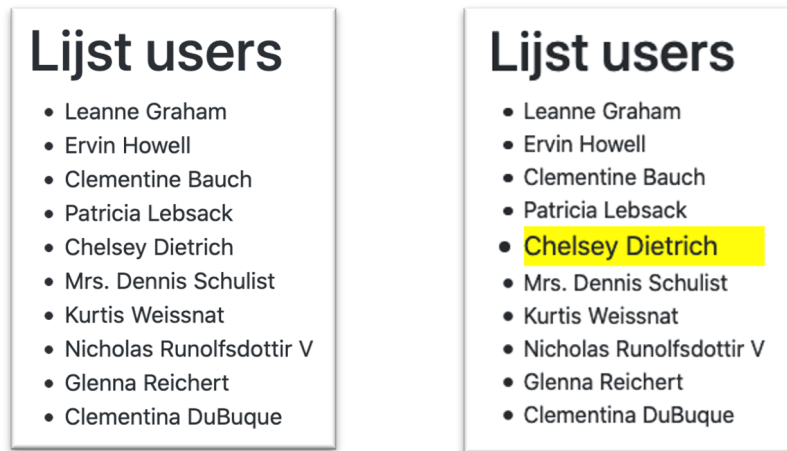 Lijst users
• Leanne Graham
• Ervin Howell
• Clementine Bauch
• Patricia Lebsack
• Chelsey Dietrich
• Mrs. Dennis Schulist
• Kurtis Weissnat
• Nicholas Runolfsdottir V
• Glenna Reichert
• Clementina DuBuque
Lijst users
• Leanne Graham
• Ervin Howell
• Clementine Bauch
• Patricia Lebsack
• Chelsey Dietrich
• Mrs. Dennis Schulist
• Kurtis Weissnat
• Nicholas Runolfsdottir V
• Glenna Reichert
• Clementina DuBuque